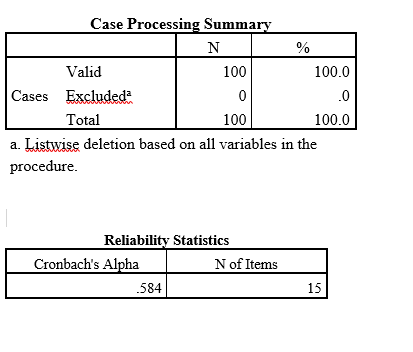 Case Processing Summary
N %
Valid 100 100.0
Cases Excludedª 0 .0
Total 100 100.0
a. Listwise deletion based on all variables in the
procedure.
Reliability Statistics
Cronbach's Alpha N of Items
.584 15